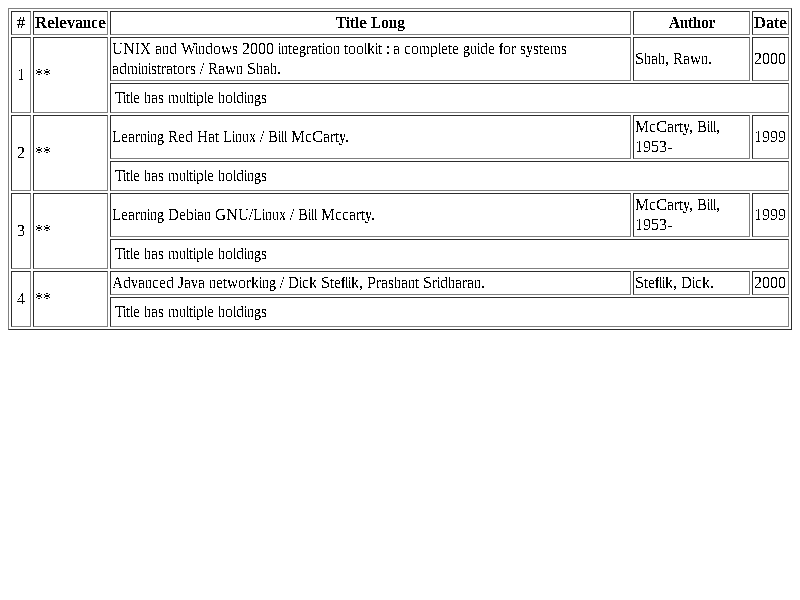 # Relevance Title Long Author Date
1 ** UNIX and Windows 2000 integration toolkit : a complete guide for systems
administrators / Rawn Shah. Shah, Rawn. 2000
Title has multiple holdings
2 ** Learning Red Hat Linux / Bill McCarty. McCarty, Bill,
1953- 1999
Title has multiple holdings
3 ** Learning Debian GNU/Linux / Bill Mccarty. McCarty, Bill,
1953- 1999
Title has multiple holdings
4 ** Advanced Java networking / Dick Steflik, Prashant Sridharan. Steflik, Dick. 2000
Title has multiple holdings